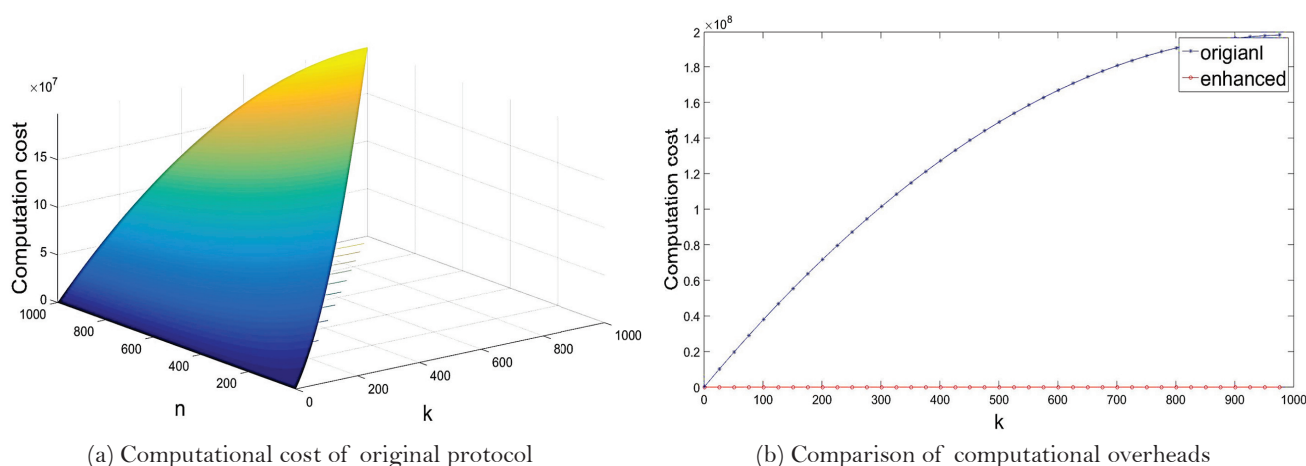 ×10⁷
15
10
5
0
Computation cost
1000
800
600
400
200
n
0
200
400
600
800
1000
k
(a) Computational cost of original protocol
×10⁸
2
1.8
1.6
1.4
1.2
1
0.8
0.6
0.4
0.2
0
Computation cost
origianl
enhanced
0 100 200 300 400 500 600 700 800 900 1000
k
(b) Comparison of computational overheads